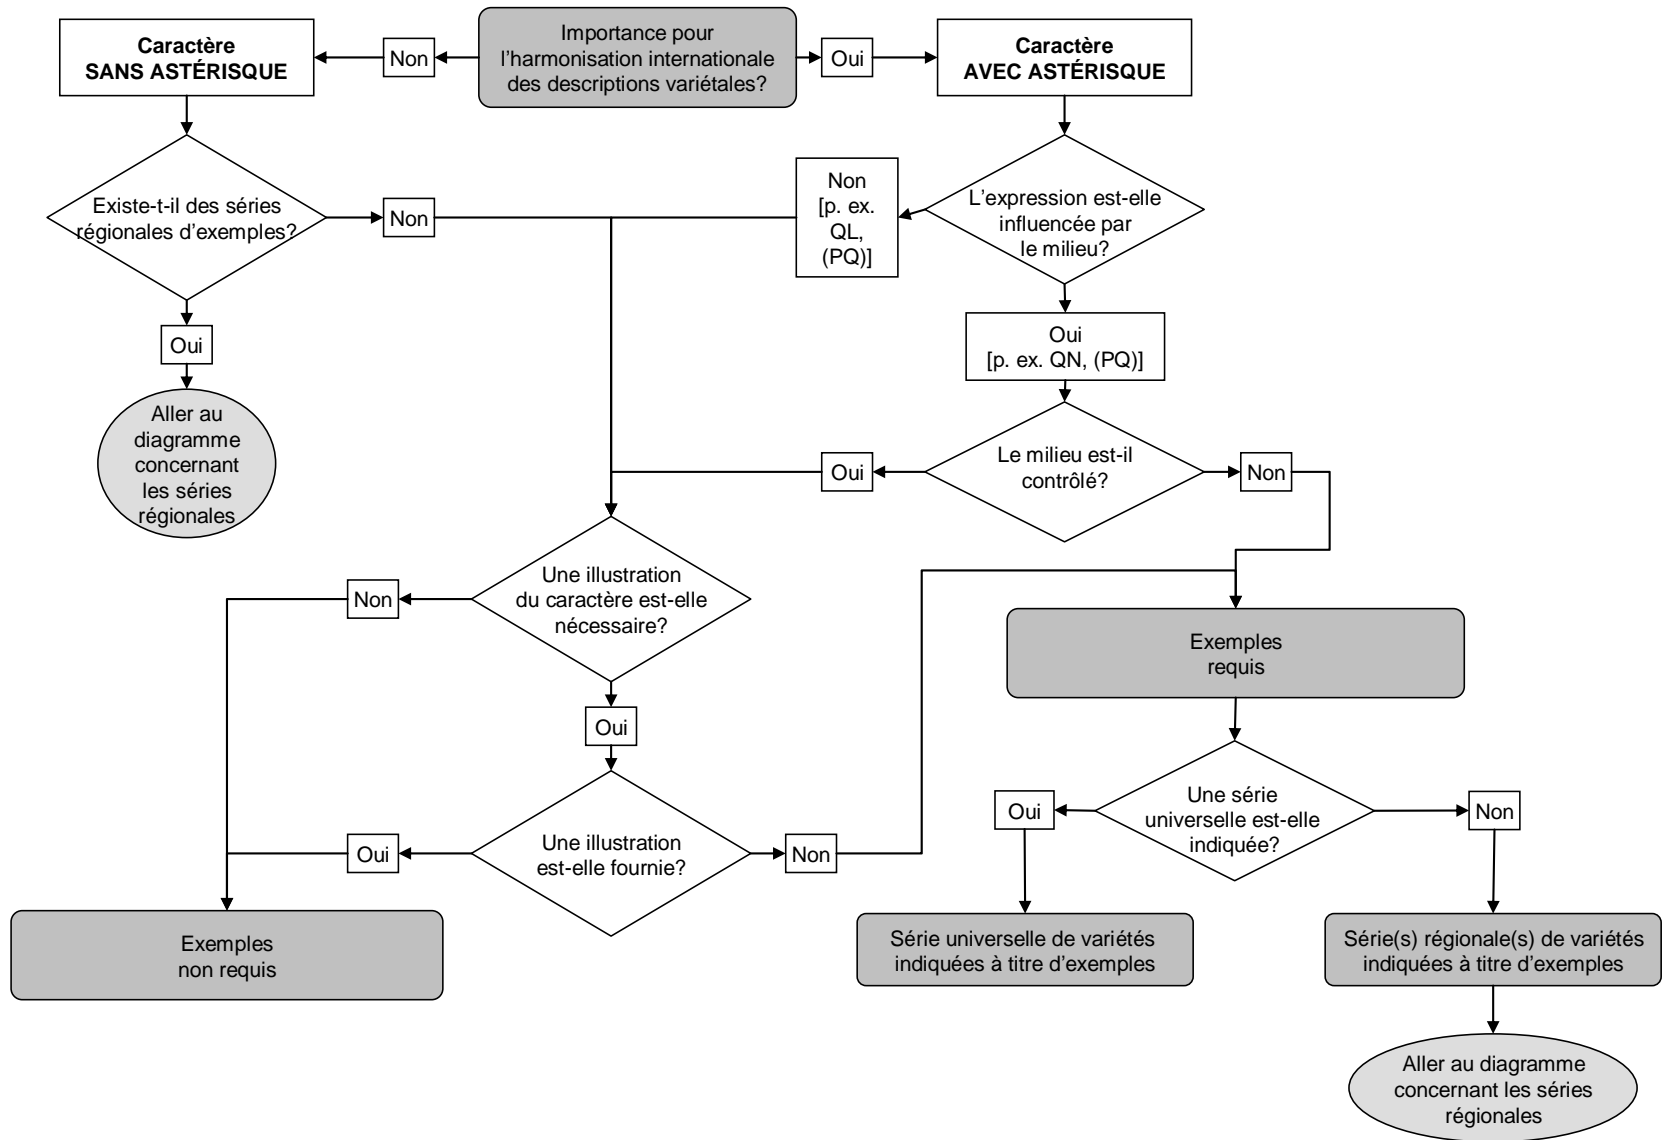 Caractère
SANS ASTÉRISQUE
Non
Importance pour
l'harmonisation internationale
des descriptions variétales?
Oui
Caractère
AVEC ASTÉRISQUE
Existe-t-il des séries
régionales d'exemples?
Non
Non
[p. ex.
QL,
(PQ)]
L'expression est-elle
influencée par
le milieu?
Oui
Oui
[p. ex. QN, (PQ)]
Aller au
diagramme
concernant
les séries
régionales
Oui
Le milieu est-il
contrôlé?
Non
Non
Une illustration
du caractère est-elle
nécessaire?
Exemples
requis
Oui
Oui
Une illustration
est-elle fournie?
Non
Oui
Une série
universelle est-elle
indiquée?
Non
Exemples
non requis
Série universelle de variétés
indiquées à titre d'exemples
Série(s) régionale(s) de variétés
indiquées à titre d'exemples
Aller au diagramme
concernant les séries
régionales